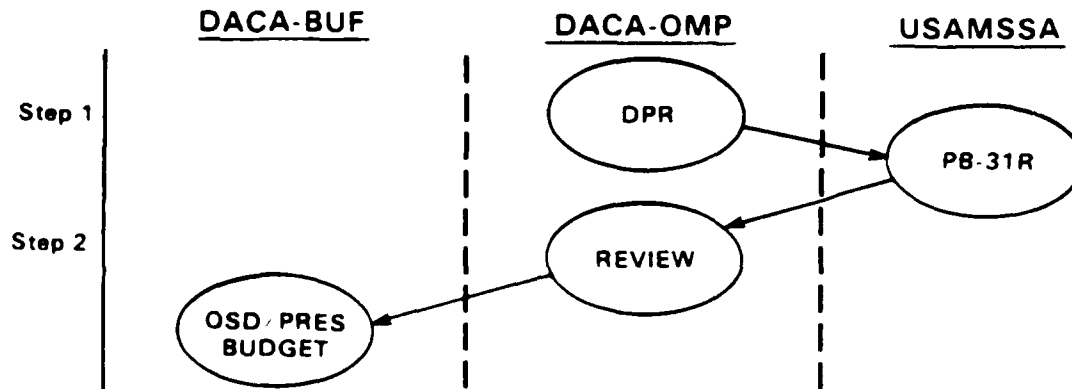 DACA-BUF DACA-OMP USAMSSA
Step 1
DPR
PB-31R
Step 2
REVIEW
OSD/PRES
BUDGET